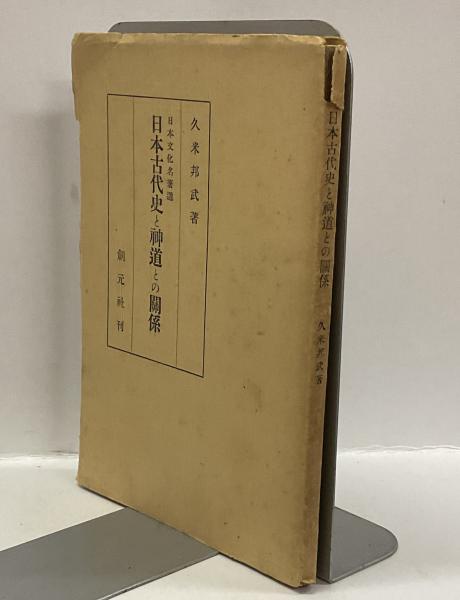 久米邦武著
日本文化名著選
日本古代史と神道との關係
創元社刊
日本古代史と神道との關係
久米邦武著